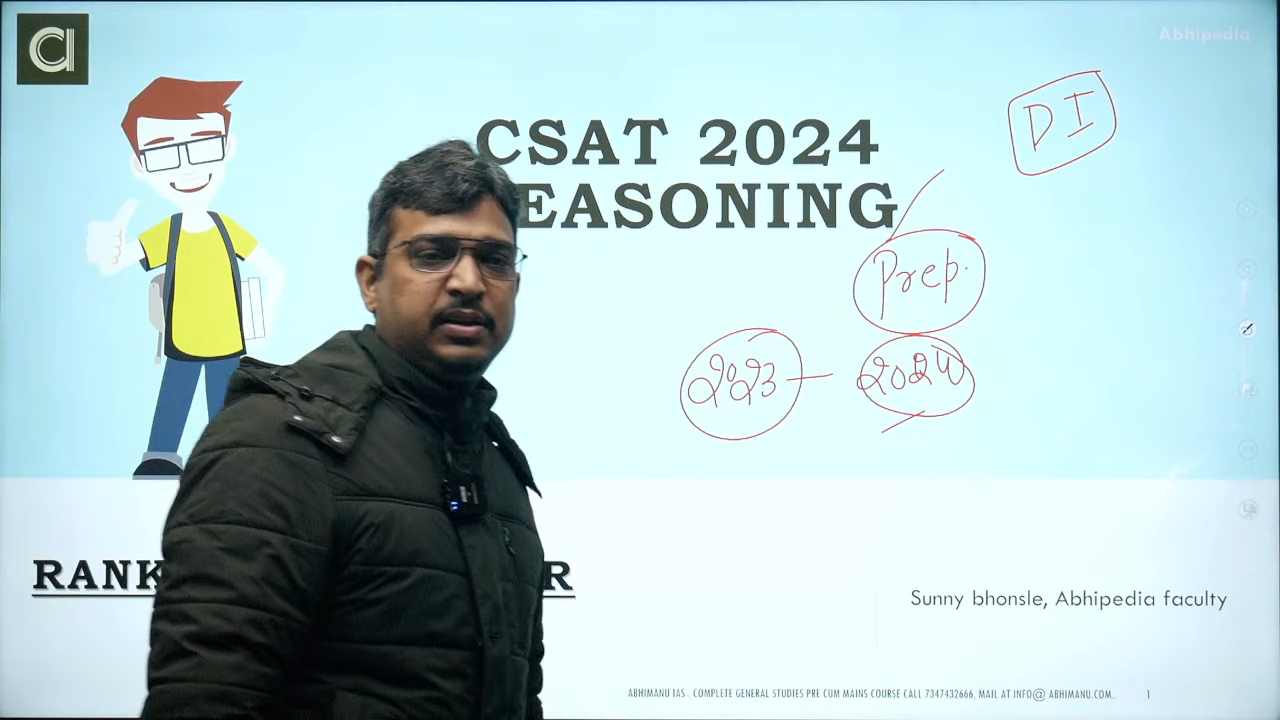 Abhipedia
DI
CSAT 2024
EASONING
Prep.
2023 - 2024
RANK R
Sunny bhonsle, Abhipedia faculty
ABHIMANU IAS . COMPLETE GENERAL STUDIES PRE CUM MAINS COURSE CALL 7347432666, MAIL AT INFO@ ABHIMANU.COM.. 1